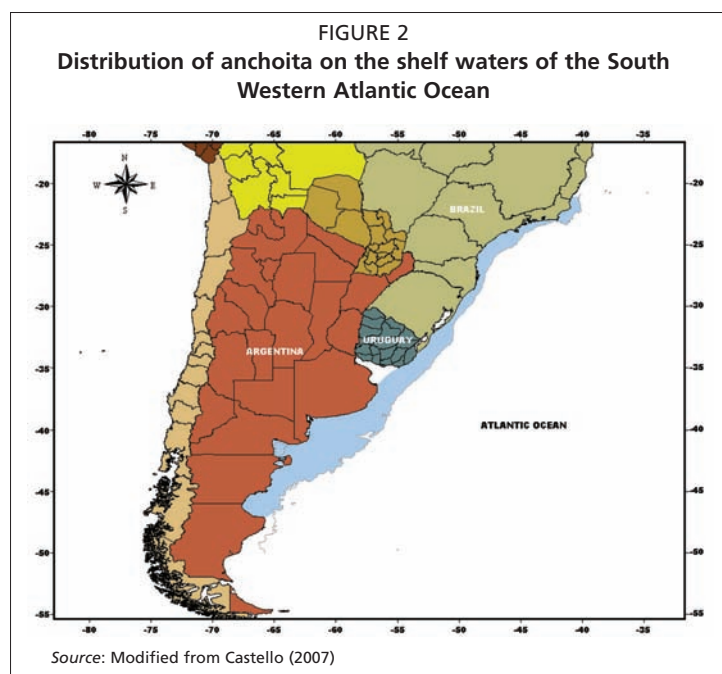 FIGURE 2
Distribution of anchoita on the shelf waters of the South
Western Atlantic Ocean
-80 -75 -70 -65 -60 -55 -50 -45 -40 -35
N
W E
S
-20 -20
BRAZIL
-25 -25
-30 -30
URUGUAY
ARGENTINA
-35 -35
ATLANTIC OCEAN
-40 -40
-45 -45
-50 -50
-55 -55
-80 -75 -70 -65 -60 -55 -50 -45 -40 -35
Source: Modified from Castello (2007)